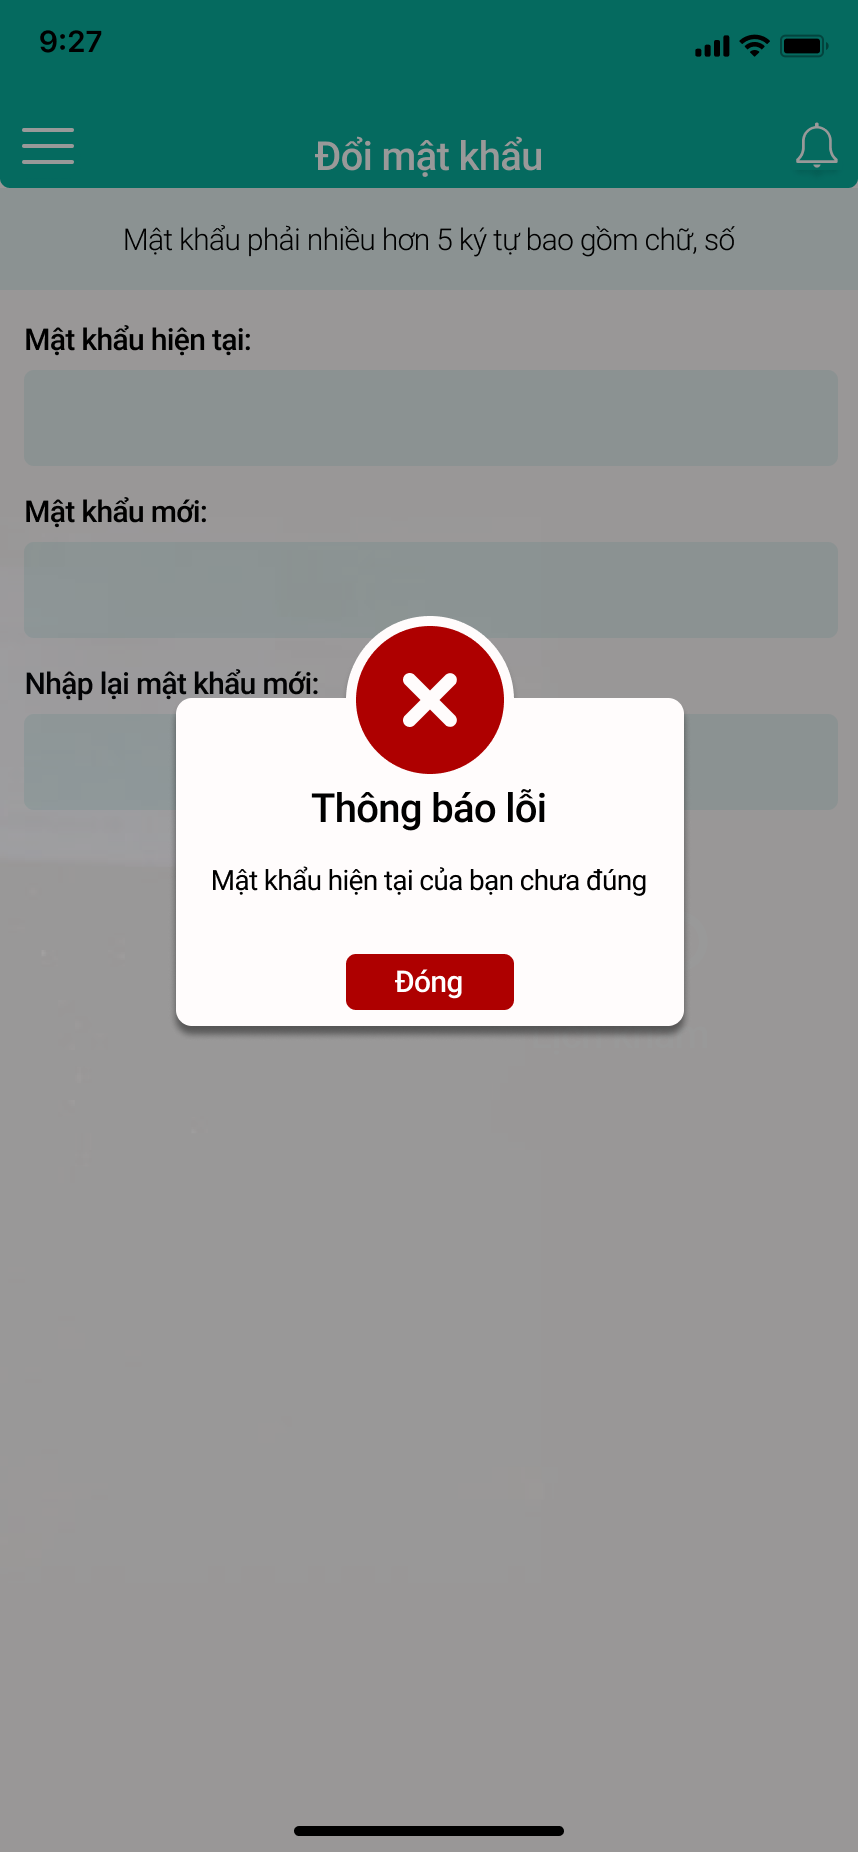 9:27
Đổi mật khẩu
Mật khẩu phải nhiều hơn 5 ký tự bao gồm chữ, số
Mật khẩu hiện tại:
Mật khẩu mới:
Nhập lại mật khẩu mới:
Thông báo lỗi
Mật khẩu hiện tại của bạn chưa đúng
Đóng